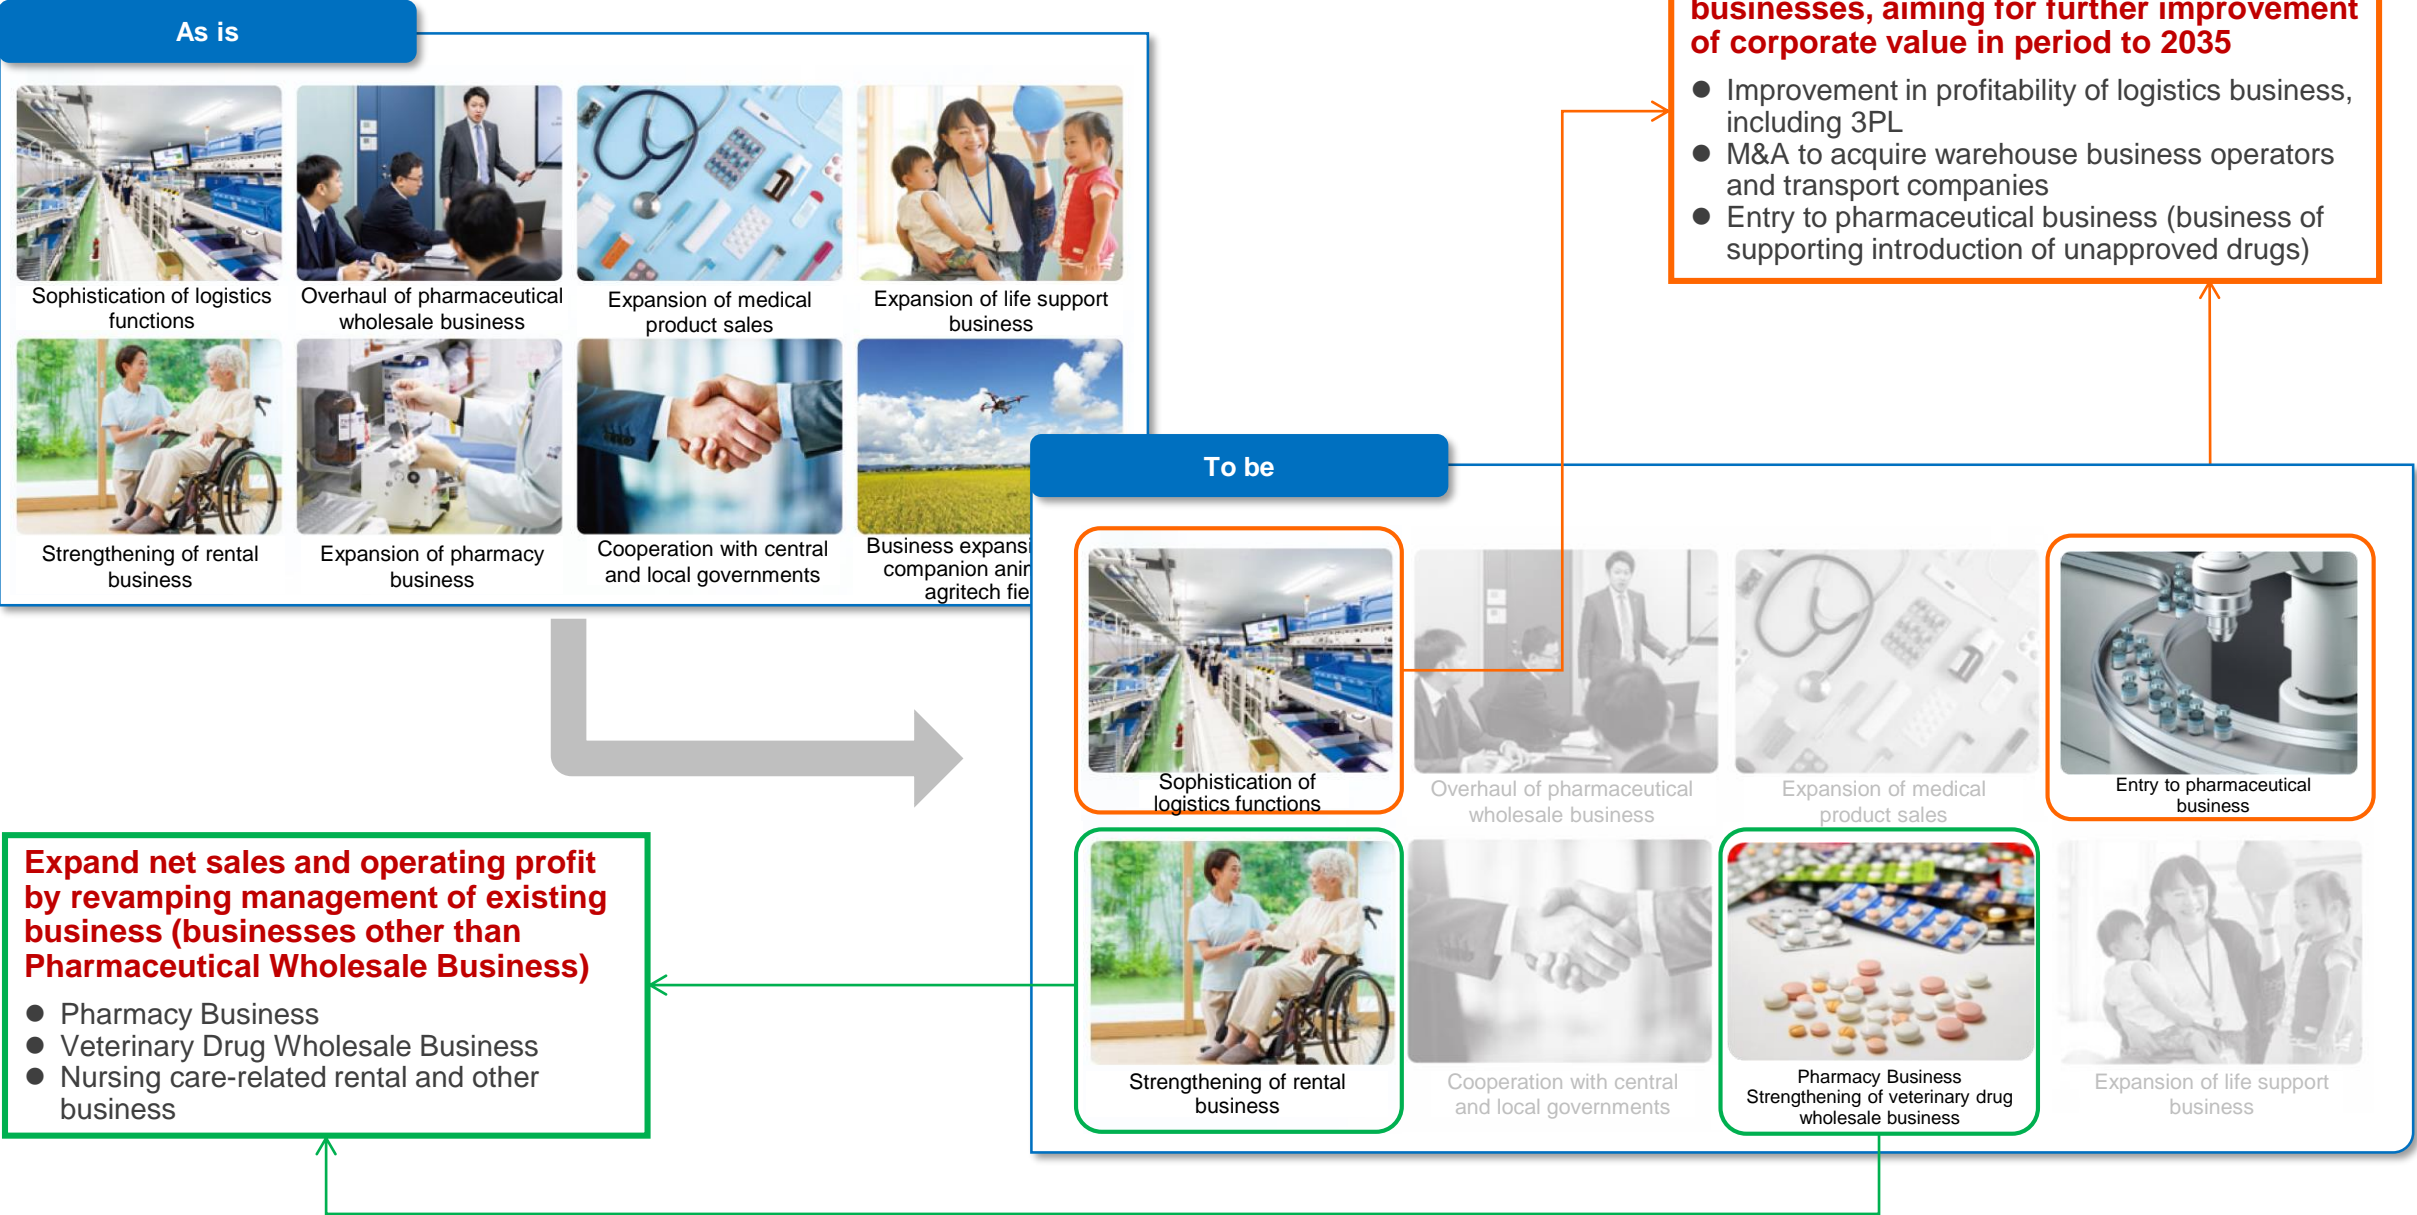 As is
Sophistication of logistics
functions
Overhaul of pharmaceutical
wholesale business
Expansion of medical
product sales
Expansion of life support
business
Strengthening of rental
business
Expansion of pharmacy
business
Cooperation with central
and local governments
Business
companion
agritech
businesses, aiming for further improvement
of corporate value in period to 2035
● Improvement in profitability of logistics business,
including 3PL
● M&A to acquire warehouse business operators
and transport companies
● Entry to pharmaceutical business (business of
supporting introduction of unapproved drugs)
To be
Sophistication of
logistics functions
Overhaul of pharmaceutical
wholesale business
Expansion of medical
product sales
Entry to pharmaceutical
business
Strengthening of rental
business
Cooperation with central
and local governments
Pharmacy Business
Strengthening of veterinary drug
wholesale business
Expansion of life support
business
Expand net sales and operating profit
by revamping management of existing
business (businesses other than
Pharmaceutical Wholesale Business)
● Pharmacy Business
● Veterinary Drug Wholesale Business
● Nursing care-related rental and other
business